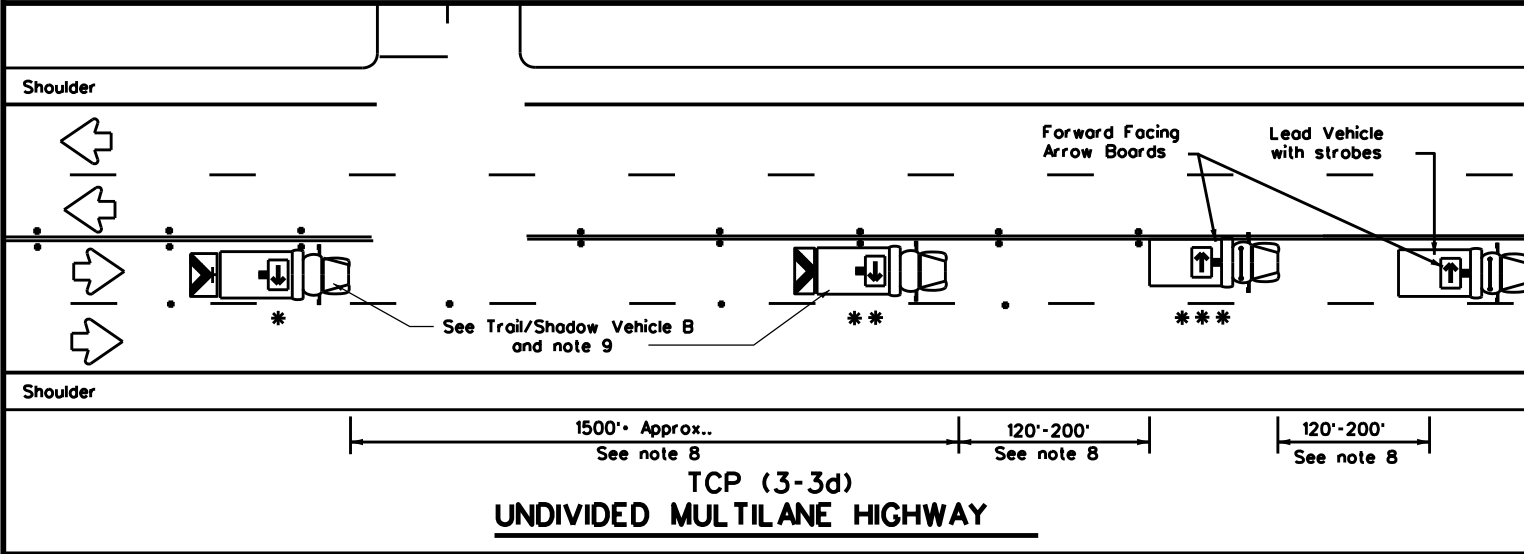 Shoulder
Forward Facing
Arrow Boards
Lead Vehicle
with strobes
*
* *
* * *
See Trail/Shadow Vehicle B
and note 9
Shoulder
1500'± Approx..
See note 8
120'-200'
See note 8
120'-200'
See note 8
TCP (3-3d)
UNDIVIDED MULTILANE HIGHWAY